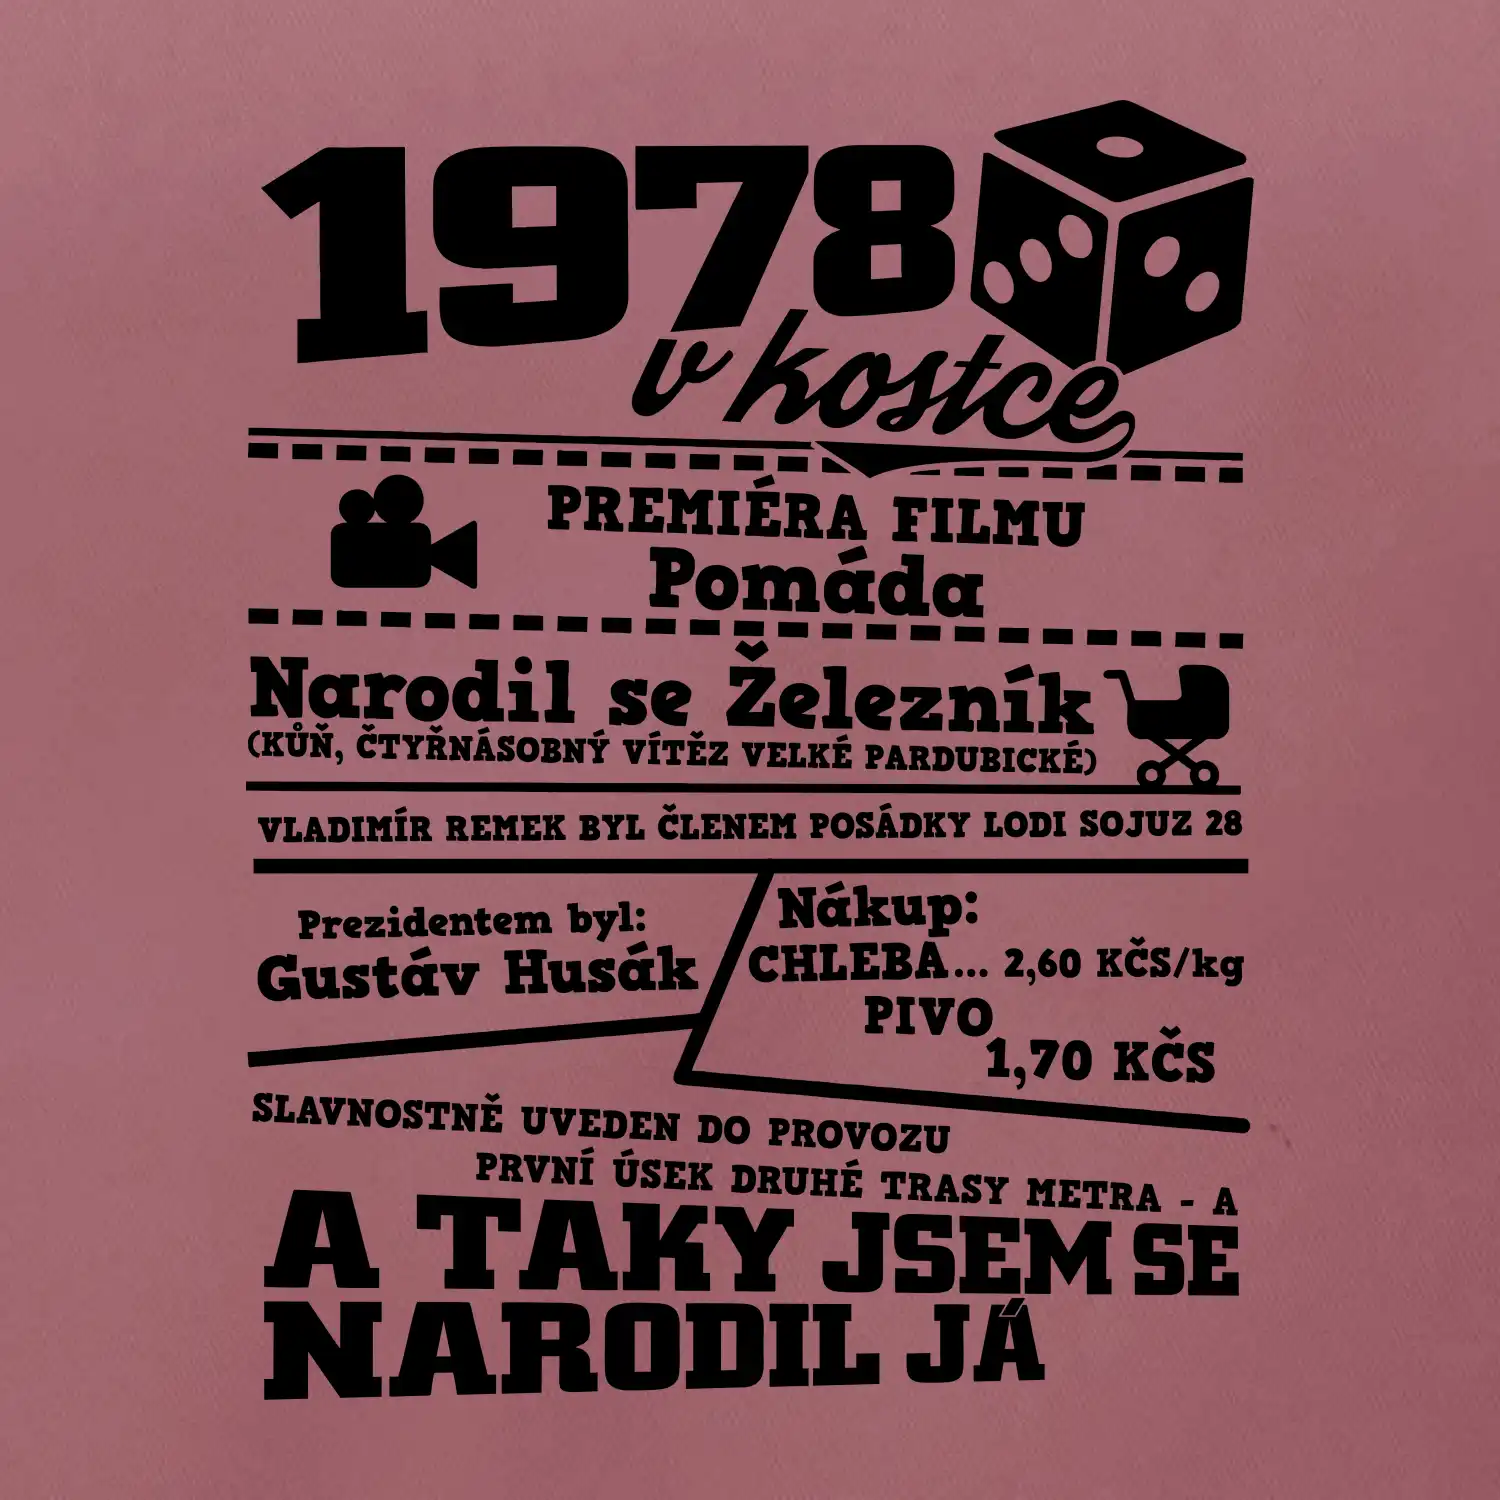 1978
v kostce
PREMIÉRA FILMU
Pomáda
Narodil se Železník
(KŮŇ, ČTYŘNÁSOBNÝ VÍTĚZ VELKÉ PARDUBICKÉ)
VLADIMÍR REMEK BYL ČLENEM POSÁDKY LODI SOJUZ 28
Prezidentem byl:
Gustáv Husák
Nákup:
CHLEBA... 2,60 KČS/kg
PIVO
1,70 KČS
SLAVNOSTNĚ UVEDEN DO PROVOZU
PRVNÍ ÚSEK DRUHÉ TRASY METRA - A
A TAKY JSEM SE
NARODIL JÁ